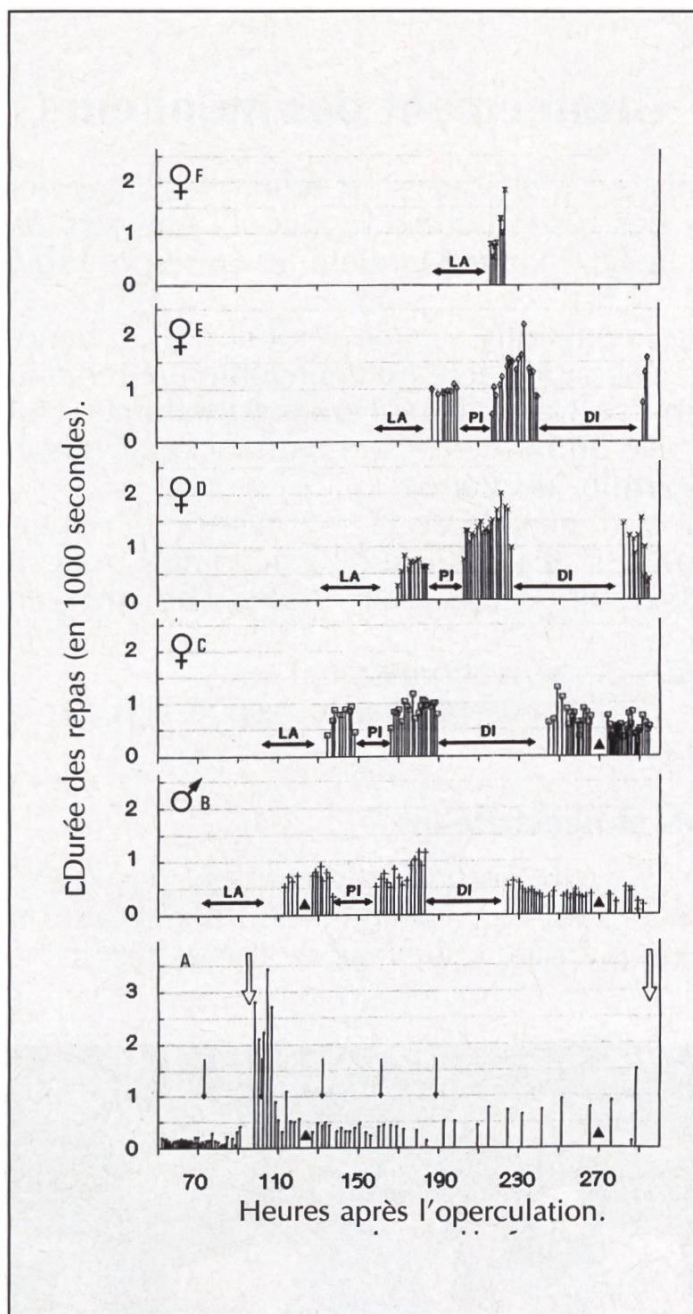 ♀F
2
1
0
LA
♀E
2
1
0
LA PI DI
♀D
2
1
0
LA PI DI
♀C
2
1
0
LA PI DI
♂B
2
1
0
LA PI DI
A
3
2
1
0
70 110 150 190 230 270
□Durée des repas (en 1000 secondes).
Heures après l'operculation.